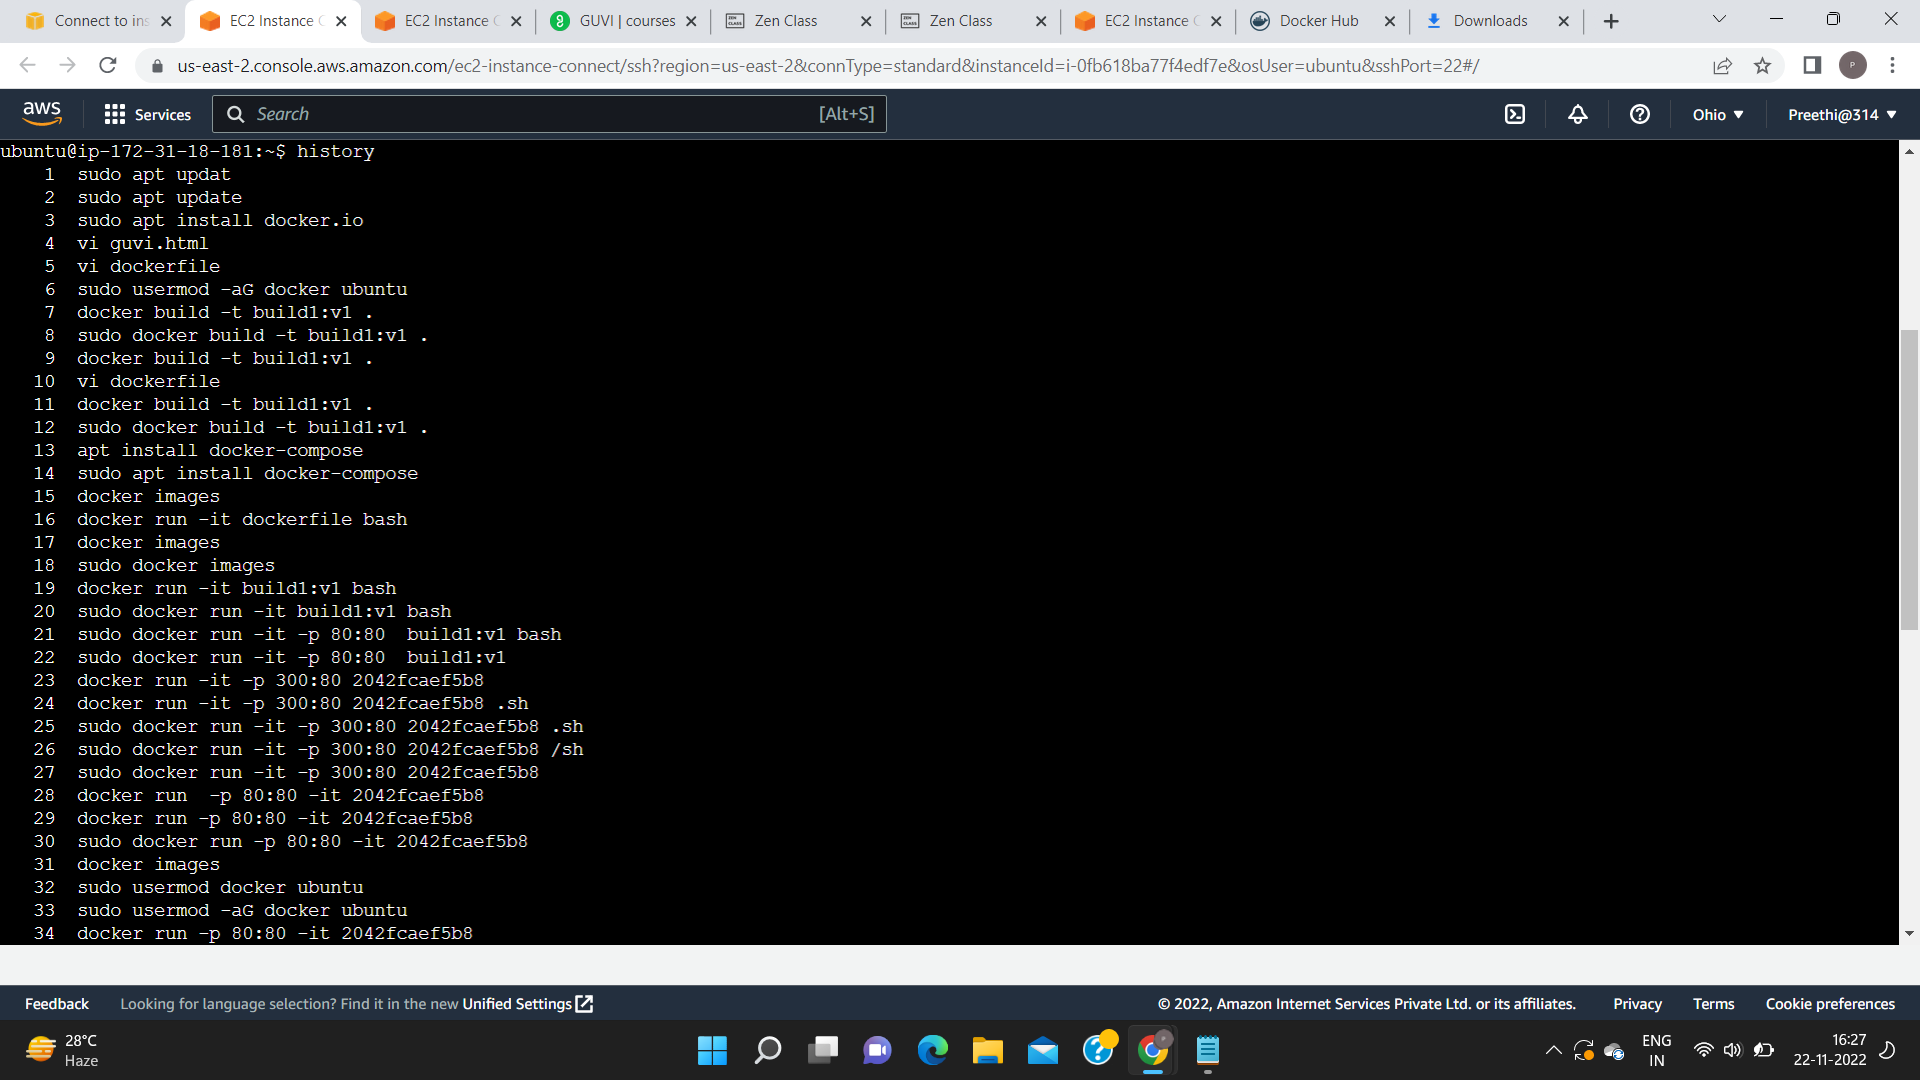 Connect to ins
EC2 Instance C
EC2 Instance C
GUVI | courses
Zen Class
Zen Class
EC2 Instance C
Docker Hub
Downloads
us-east-2.console.aws.amazon.com/ec2-instance-connect/ssh?region=us-east-2&connType=standard&instanceId=i-0fb618ba77f4edf7e&osUser=ubuntu&sshPort=22#/
P
aws
Services
Search
[Alt+S]
Ohio
Preethi@314
ubuntu@ip-172-31-18-181:~$ history
1 sudo apt updat
2 sudo apt update
3 sudo apt install docker.io
4 vi guvi.html
5 vi dockerfile
6 sudo usermod -aG docker ubuntu
7 docker build -t build1:v1 .
8 sudo docker build -t build1:v1 .
9 docker build -t build1:v1 .
10 vi dockerfile
11 docker build -t build1:v1 .
12 sudo docker build -t build1:v1 .
13 apt install docker-compose
14 sudo apt install docker-compose
15 docker images
16 docker run -it dockerfile bash
17 docker images
18 sudo docker images
19 docker run -it build1:v1 bash
20 sudo docker run -it build1:v1 bash
21 sudo docker run -it -p 80:80  build1:v1 bash
22 sudo docker run -it -p 80:80  build1:v1
23 docker run -it -p 300:80 2042fcaef5b8
24 docker run -it -p 300:80 2042fcaef5b8 .sh
25 sudo docker run -it -p 300:80 2042fcaef5b8 .sh
26 sudo docker run -it -p 300:80 2042fcaef5b8 /sh
27 sudo docker run -it -p 300:80 2042fcaef5b8
28 docker run  -p 80:80 -it 2042fcaef5b8
29 docker run -p 80:80 -it 2042fcaef5b8
30 sudo docker run -p 80:80 -it 2042fcaef5b8
31 docker images
32 sudo usermod docker ubuntu
33 sudo usermod -aG docker ubuntu
34 docker run -p 80:80 -it 2042fcaef5b8
Feedback
Looking for language selection? Find it in the new Unified Settings
© 2022, Amazon Internet Services Private Ltd. or its affiliates.
Privacy
Terms
Cookie preferences
28°C
Haze
ENG
IN
16:27
22-11-2022